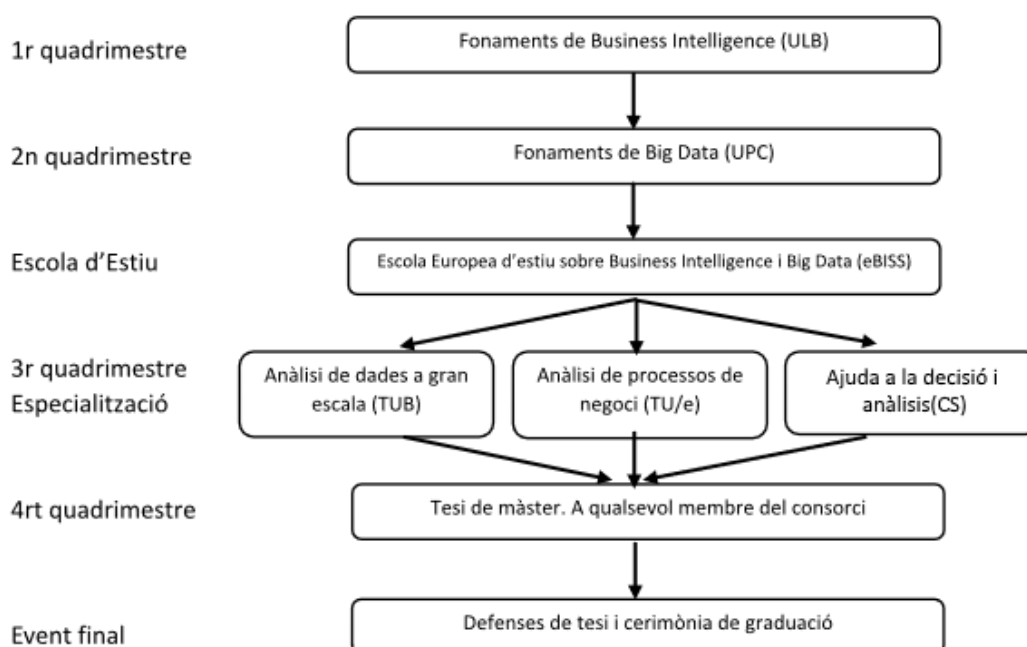 1r quadrimestre
Fonaments de Business Intelligence (ULB)
2n quadrimestre
Fonaments de Big Data (UPC)
Escola d’Estiu
Escola Europea d’estiu sobre Business Intelligence i Big Data (eBISS)
3r quadrimestre
Especialització
Anàlisi de dades a gran
escala (TUB)
Anàlisi de processos de
negoci (TU/e)
Ajuda a la decisió i
anàlisis(CS)
4rt quadrimestre
Tesi de màster. A qualsevol membre del consorci
Event final
Defenses de tesi i cerimònia de graduació